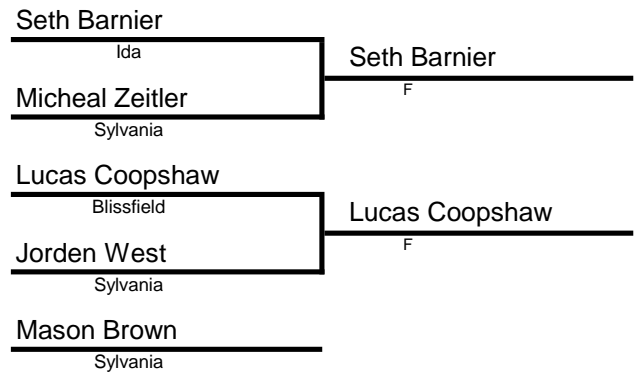 Seth Barnier
Ida
Seth Barnier
F
Micheal Zeitler
Sylvania
Lucas Coopshaw
Blissfield
Lucas Coopshaw
F
Jorden West
Sylvania
Mason Brown
Sylvania